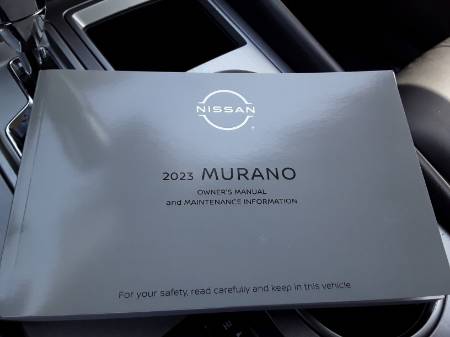 NISSAN
2023 MURANO
OWNER'S MANUAL
and MAINTENANCE INFORMATION
For your safety, read carefully and keep in this vehicle.